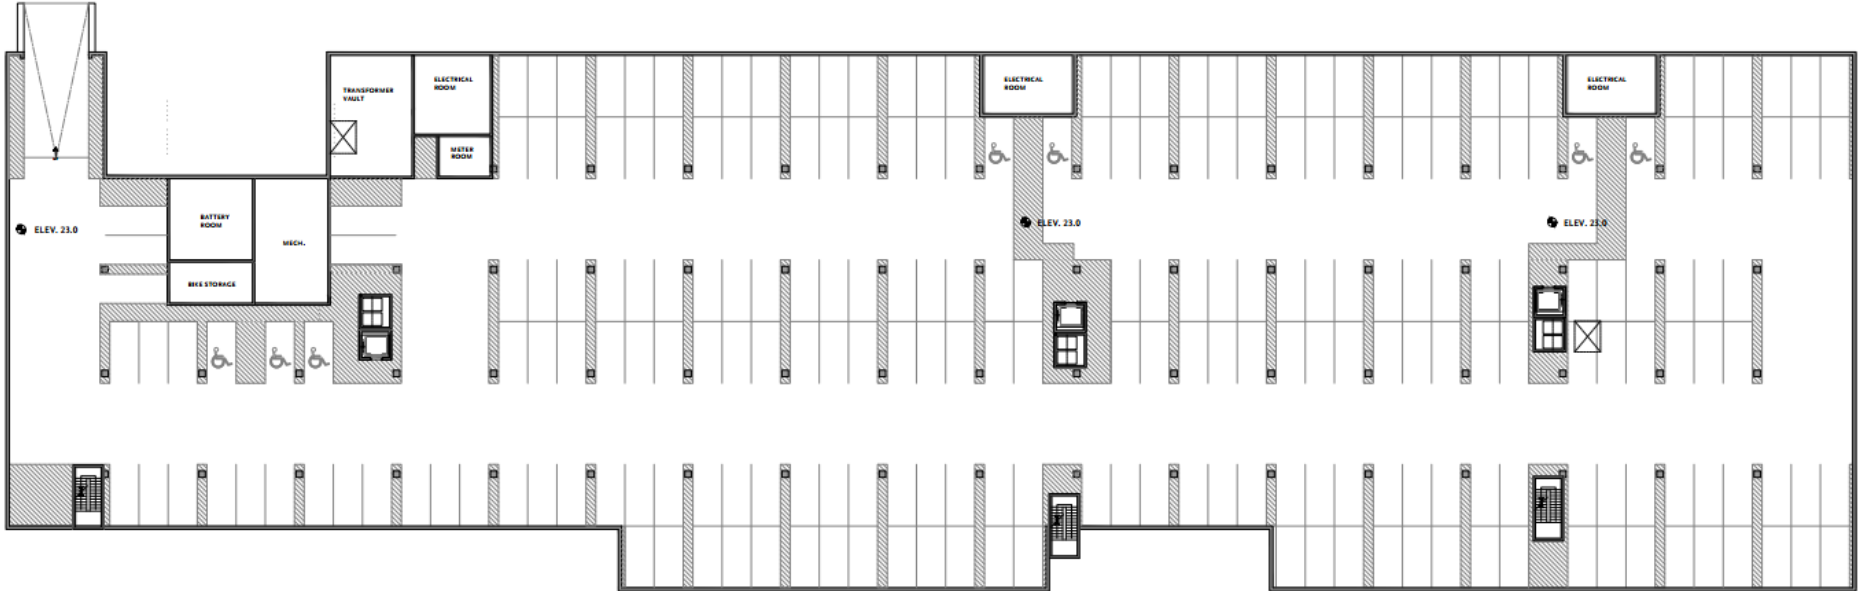 TRANSFORMER
VAULT
ELECTRICAL
ROOM
METER
ROOM
ELECTRICAL
ROOM
ELECTRICAL
ROOM
BATTERY
ROOM
MECH.
BIKE STORAGE
ELEV. 23.0
ELEV. 23.0
ELEV. 23.0